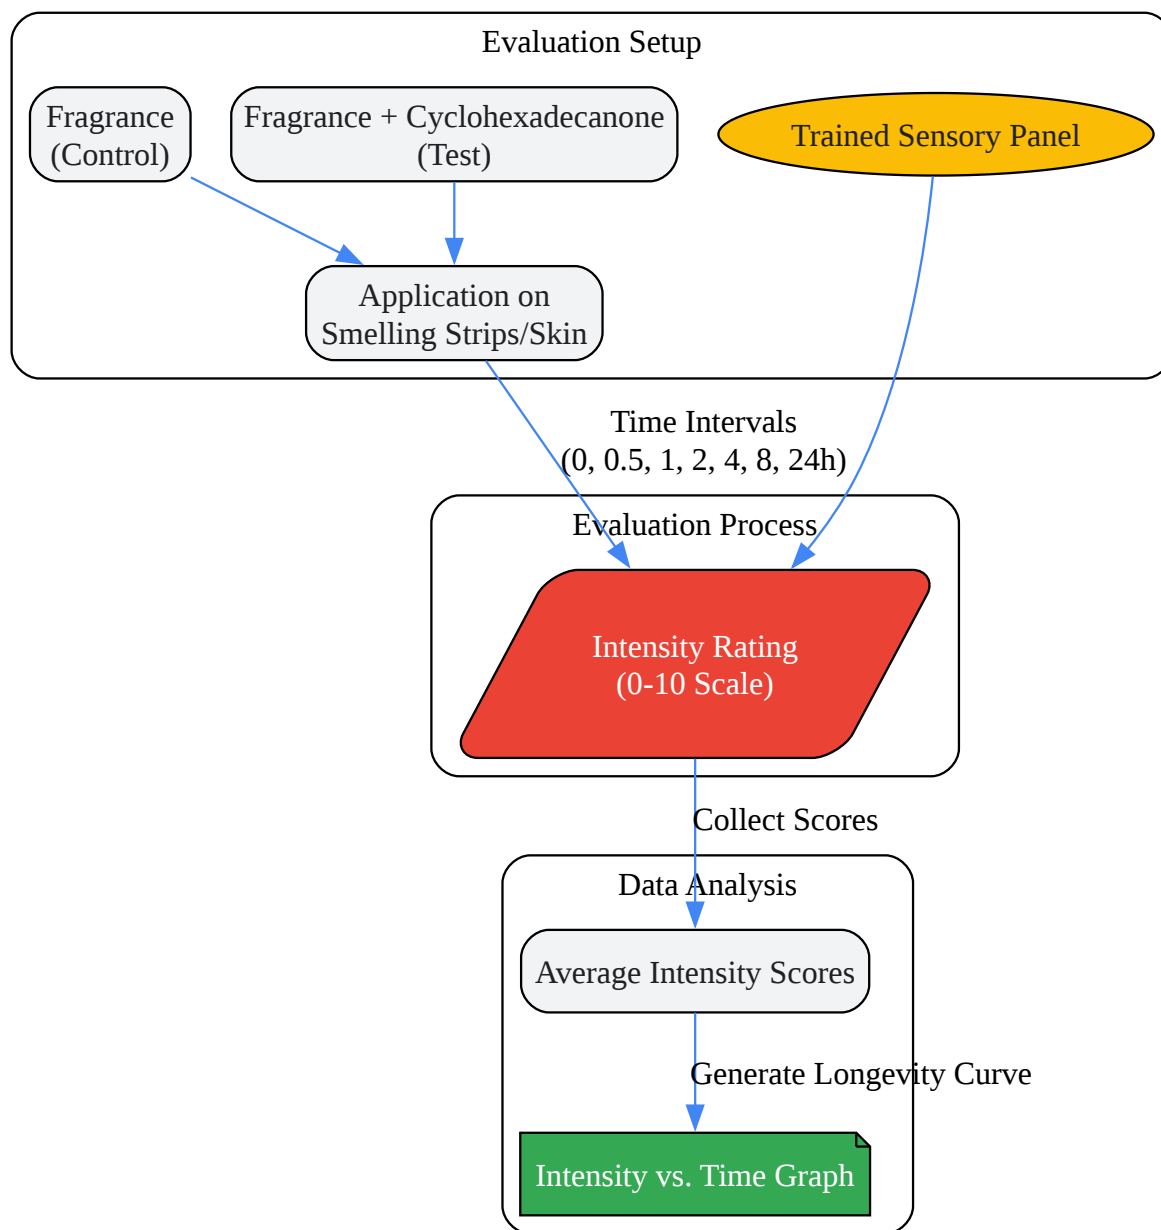 Evaluation Setup
Fragrance
(Control)
Fragrance + Cyclohexadecanone
(Test)
Trained Sensory Panel
Application on
Smelling Strips/Skin
Time Intervals
(0, 0.5, 1, 2, 4, 8, 24h)
Evaluation Process
Intensity Rating
(0-10 Scale)
Collect Scores
Data Analysis
Average Intensity Scores
Generate Longevity Curve
Intensity vs. Time Graph